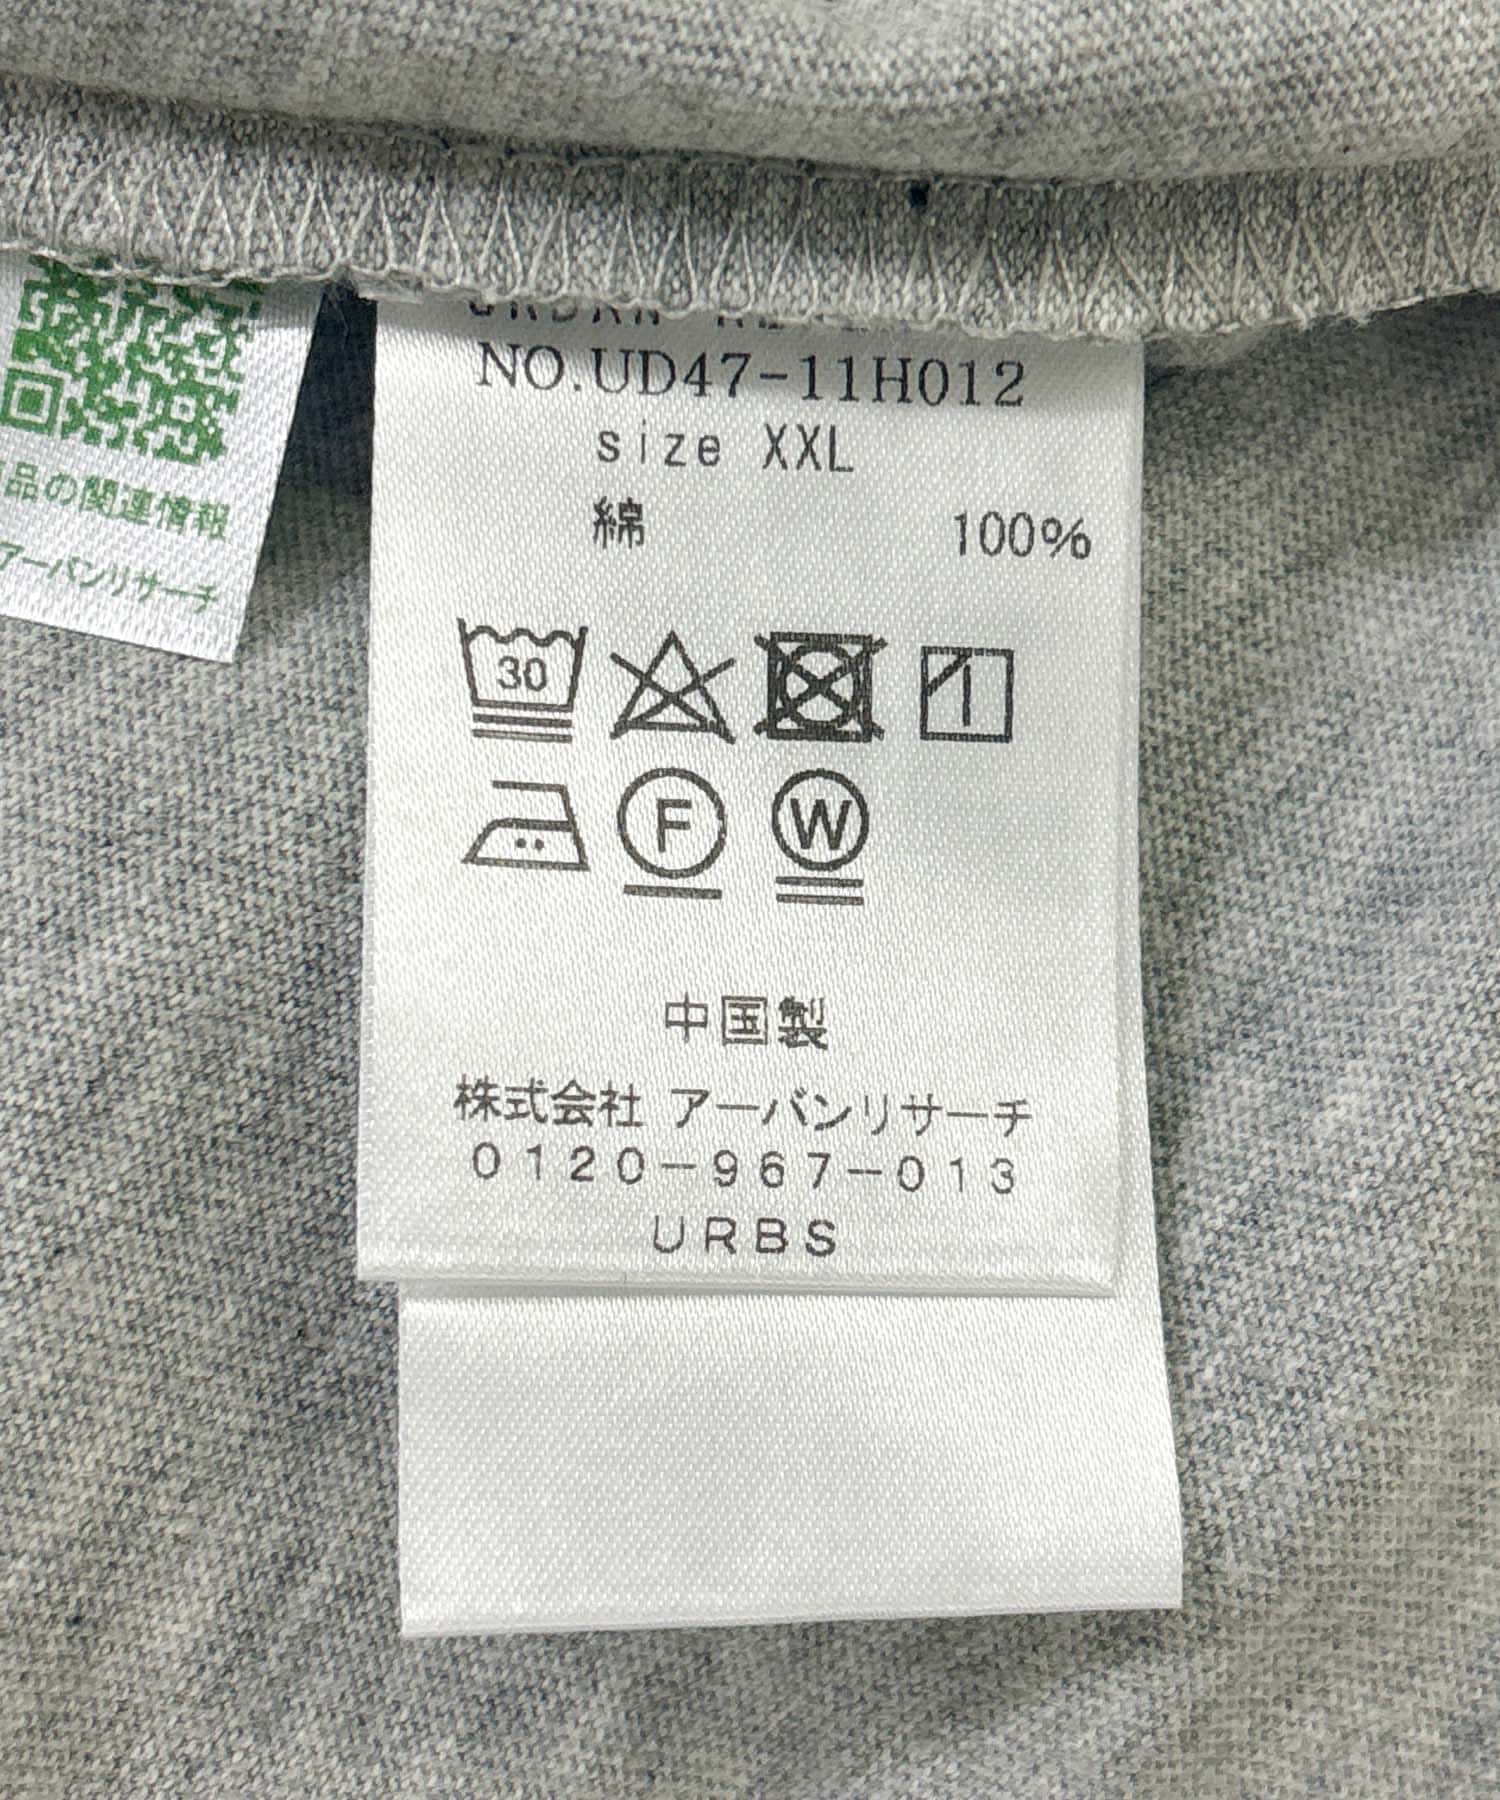 NO.UD47-11H012
size XXL
綿 100%
30
F W
中国製
株式会社 アーバンリサーチ
0120-967-013
URBS
品の関連情報
アーバンリサーチ